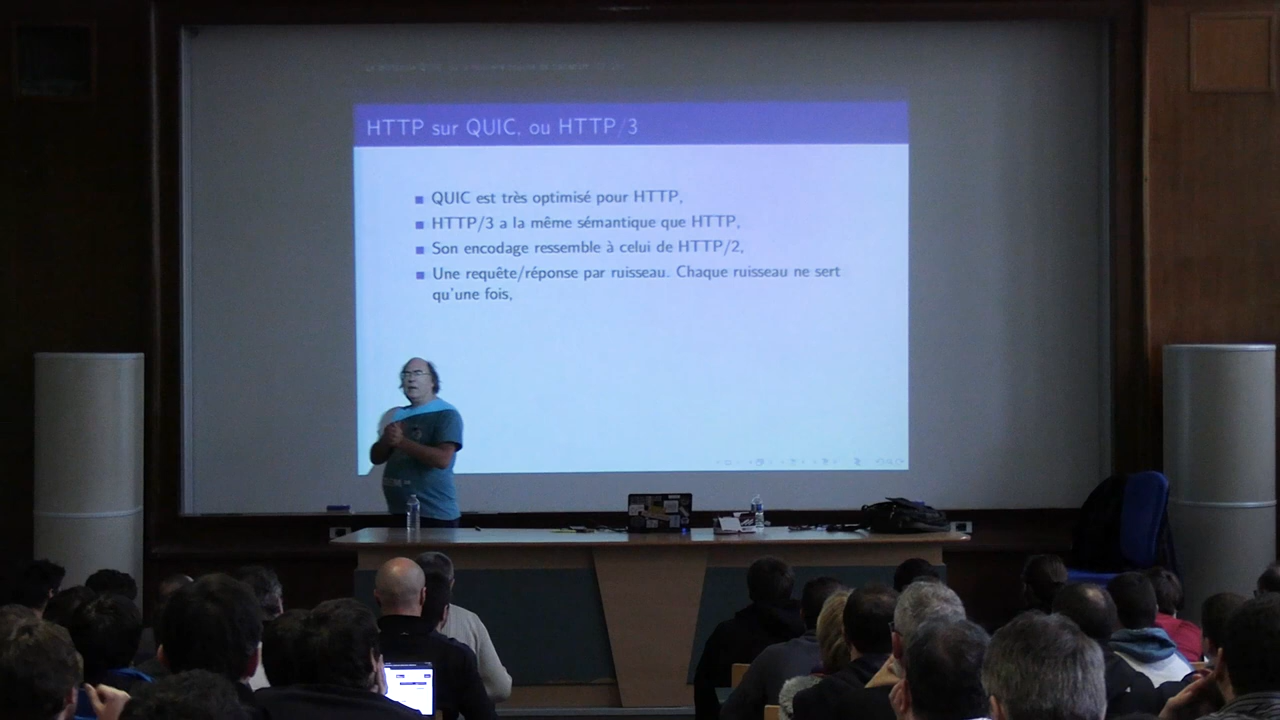 HTTP sur QUIC, ou HTTP/3
QUIC est très optimisé pour HTTP,
HTTP/3 a la même sémantique que HTTP,
Son encodage ressemble à celui de HTTP/2,
Une requête/réponse par ruisseau. Chaque ruisseau ne sert
qu'une fois,